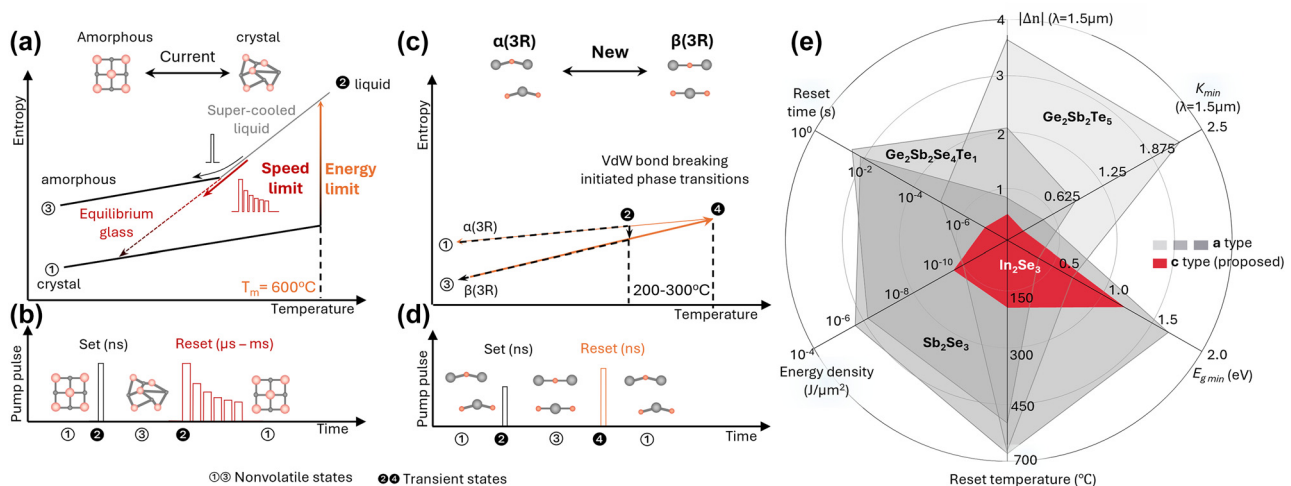 (a)
Amorphous
crystal
Current
❷ liquid
Entropy
Super-cooled
liquid
amorphous
③
Speed
limit
Energy
limit
Equilibrium
glass
①
crystal
Tm= 600°C
Temperature
(b)
Pump pulse
Set (ns)
Reset (µs – ms)
Time
① ❷ ③ ❷ ①
①③ Nonvolatile states
❷❹ Transient states
(c)
α(3R)
New
β(3R)
Entropy
VdW bond breaking
initiated phase transitions
❷ ❹
① α(3R)
③ β(3R)
200-300°C
Temperature
(d)
Pump pulse
Set (ns)
Reset (ns)
Time
① ❷ ③ ❹ ①
(e)
4
|Δn| (λ=1.5µm)
3
2
1
Kmin
(λ=1.5µm)
2.5
1.875
1.25
0.625
Reset
time (s)
10⁰
10⁻²
10⁻⁴
10⁻⁶
Ge₂Sb₂Te₅
Ge₂Sb₂Se₄Te₁
In₂Se₃
Sb₂Se₃
a type
c type (proposed)
0.5
1.0
1.5
2.0
Eg min (eV)
10⁻¹⁰
10⁻⁸
10⁻⁶
10⁻⁴
Energy density
(J/µm²)
150
300
450
700
Reset temperature (°C)